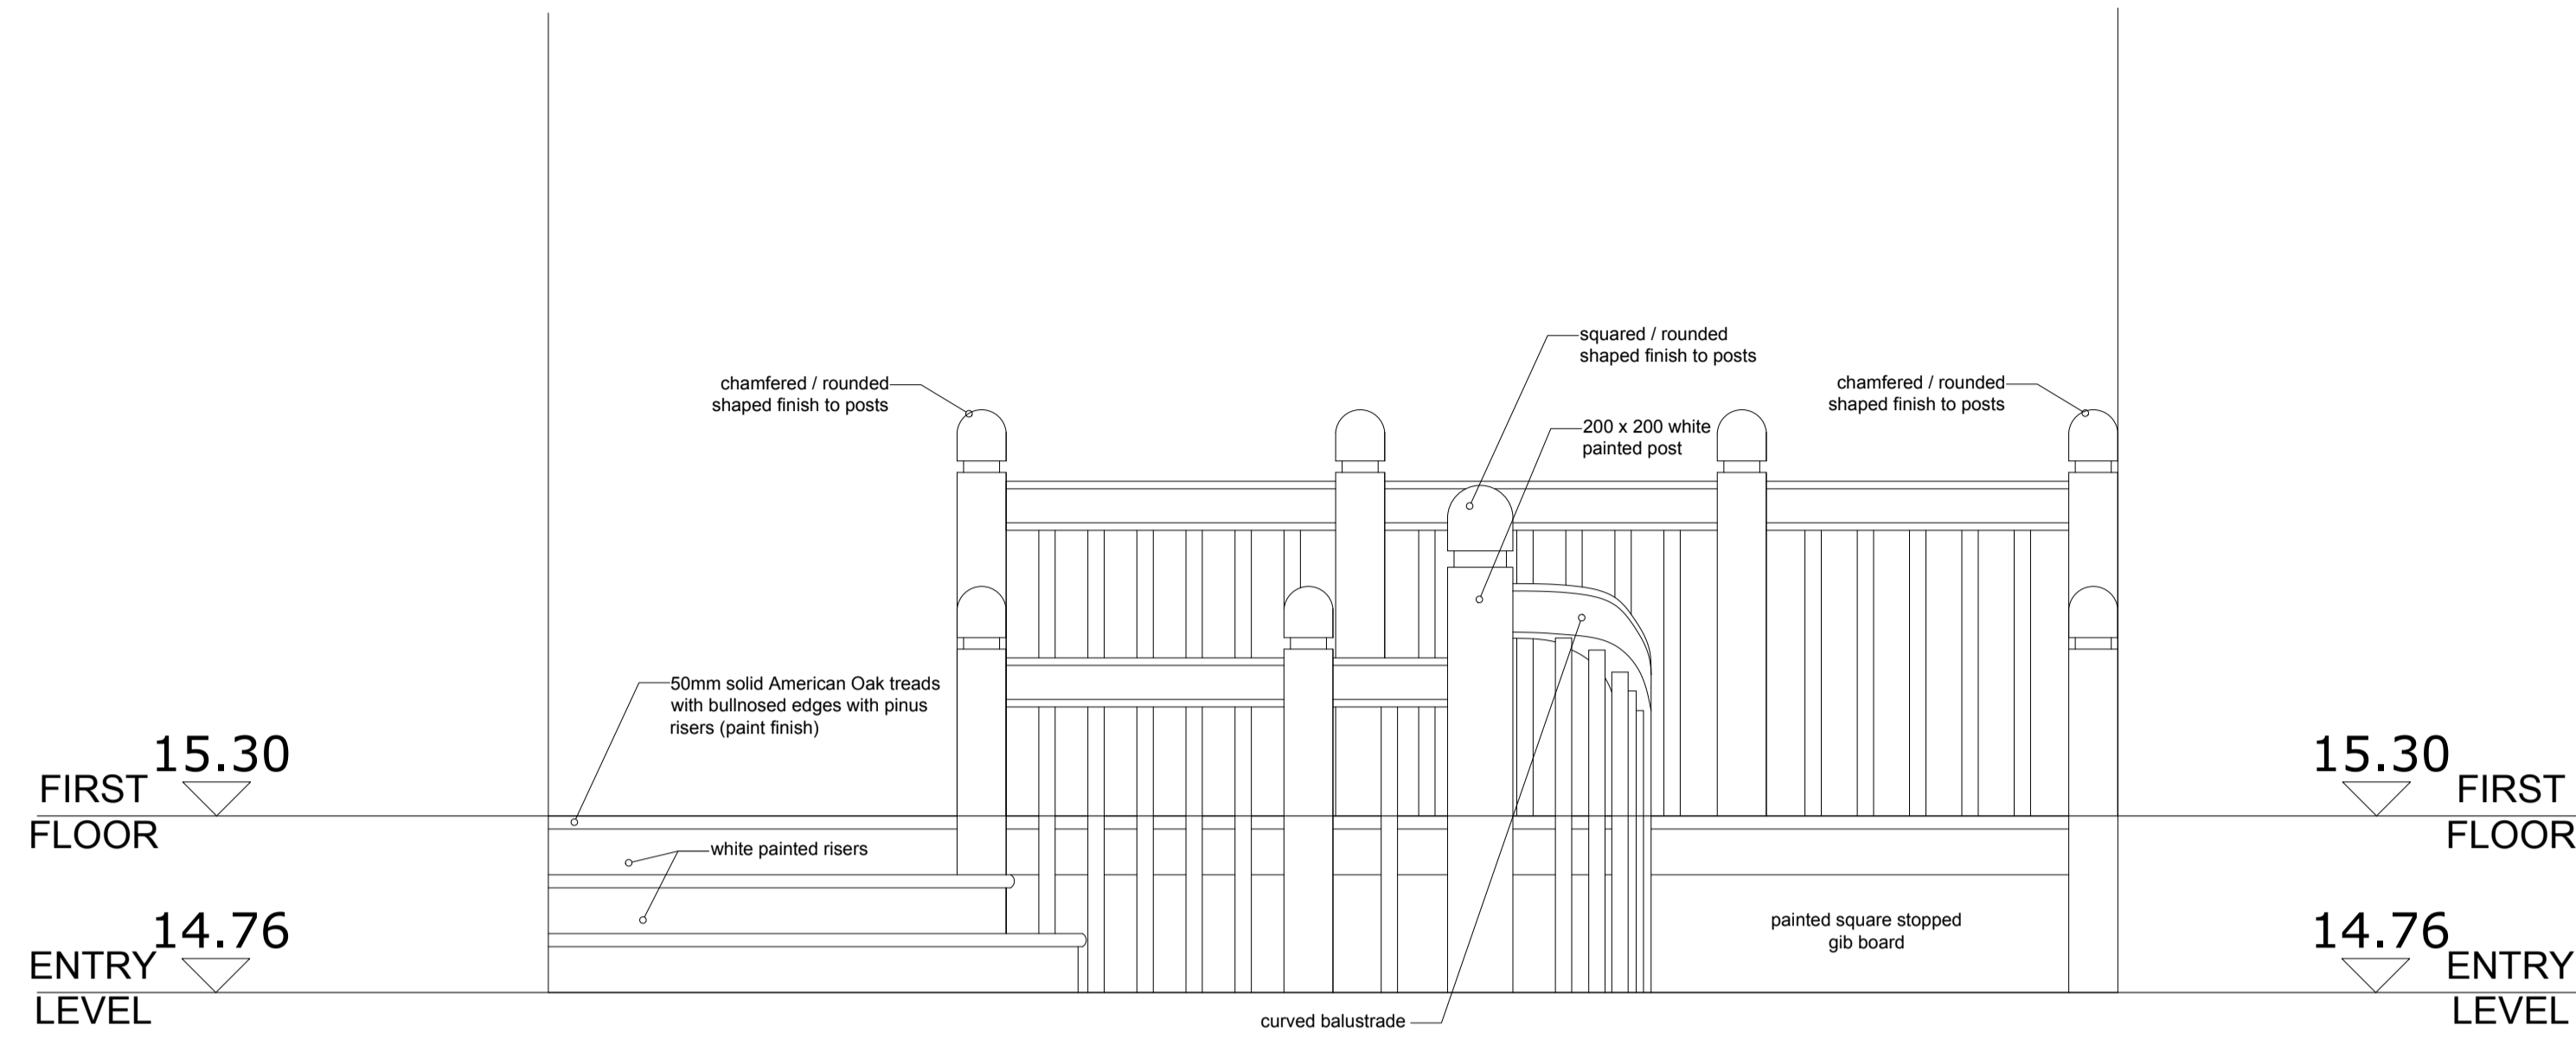 squared / rounded
shaped finish to posts
chamfered / rounded
shaped finish to posts
chamfered / rounded
shaped finish to posts
200 x 200 white
painted post
50mm solid American Oak treads
with bullnosed edges with pinus
risers (paint finish)
15.30
FIRST
FLOOR
15.30
FIRST
FLOOR
white painted risers
14.76
ENTRY
LEVEL
painted square stopped
gib board
14.76
ENTRY
LEVEL
curved balustrade